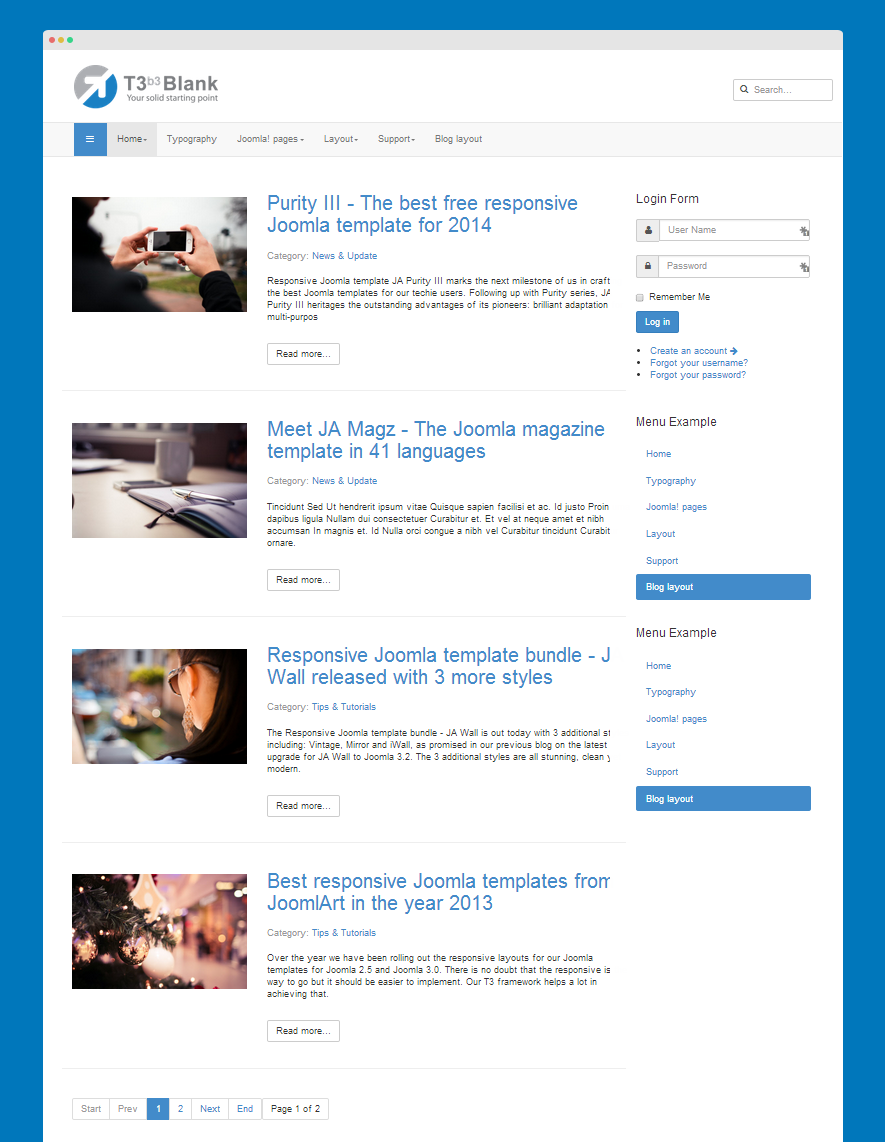 T3b3 Blank
Your solid starting point
Search...
Home
Typography
Joomla! pages
Layout
Support
Blog layout
Purity III - The best free responsive
Joomla template for 2014
Category: News & Update
Responsive Joomla template JA Purity III marks the next milestone of us in craft
the best Joomla templates for our techie users. Following up with Purity series, JA
Purity III heritages the outstanding advantages of its pioneers: brilliant adaptation
multi-purpos
Read more...
Meet JA Magz - The Joomla magazine
template in 41 languages
Category: News & Update
Tincidunt Sed Ut hendrerit ipsum vitae Quisque sapien facilisi et ac. Id justo Proin
dapibus ligula Nullam dui consectetuer Curabitur et. Et vel at neque amet et nibh
accumsan In magnis et. Id Nulla orci congue a nibh vel Curabitur tincidunt Curabit
ornare.
Read more...
Responsive Joomla template bundle - J
Wall released with 3 more styles
Category: Tips & Tutorials
The Responsive Joomla template bundle - JA Wall is out today with 3 additional st
including: Vintage, Mirror and iWall, as promised in our previous blog on the latest
upgrade for JA Wall to Joomla 3.2. The 3 additional styles are all stunning, clean y
modern.
Read more...
Best responsive Joomla templates from
JoomlArt in the year 2013
Category: Tips & Tutorials
Over the year we have been rolling out the responsive layouts for our Joomla
templates for Joomla 2.5 and Joomla 3.0. There is no doubt that the responsive is
way to go but it should be easier to implement. Our T3 framework helps a lot in
achieving that.
Read more...
Start Prev 1 2 Next End Page 1 of 2
Login Form
User Name
Password
Remember Me
Log in
Create an account
Forgot your username?
Forgot your password?
Menu Example
Home
Typography
Joomla! pages
Layout
Support
Blog layout
Menu Example
Home
Typography
Joomla! pages
Layout
Support
Blog layout